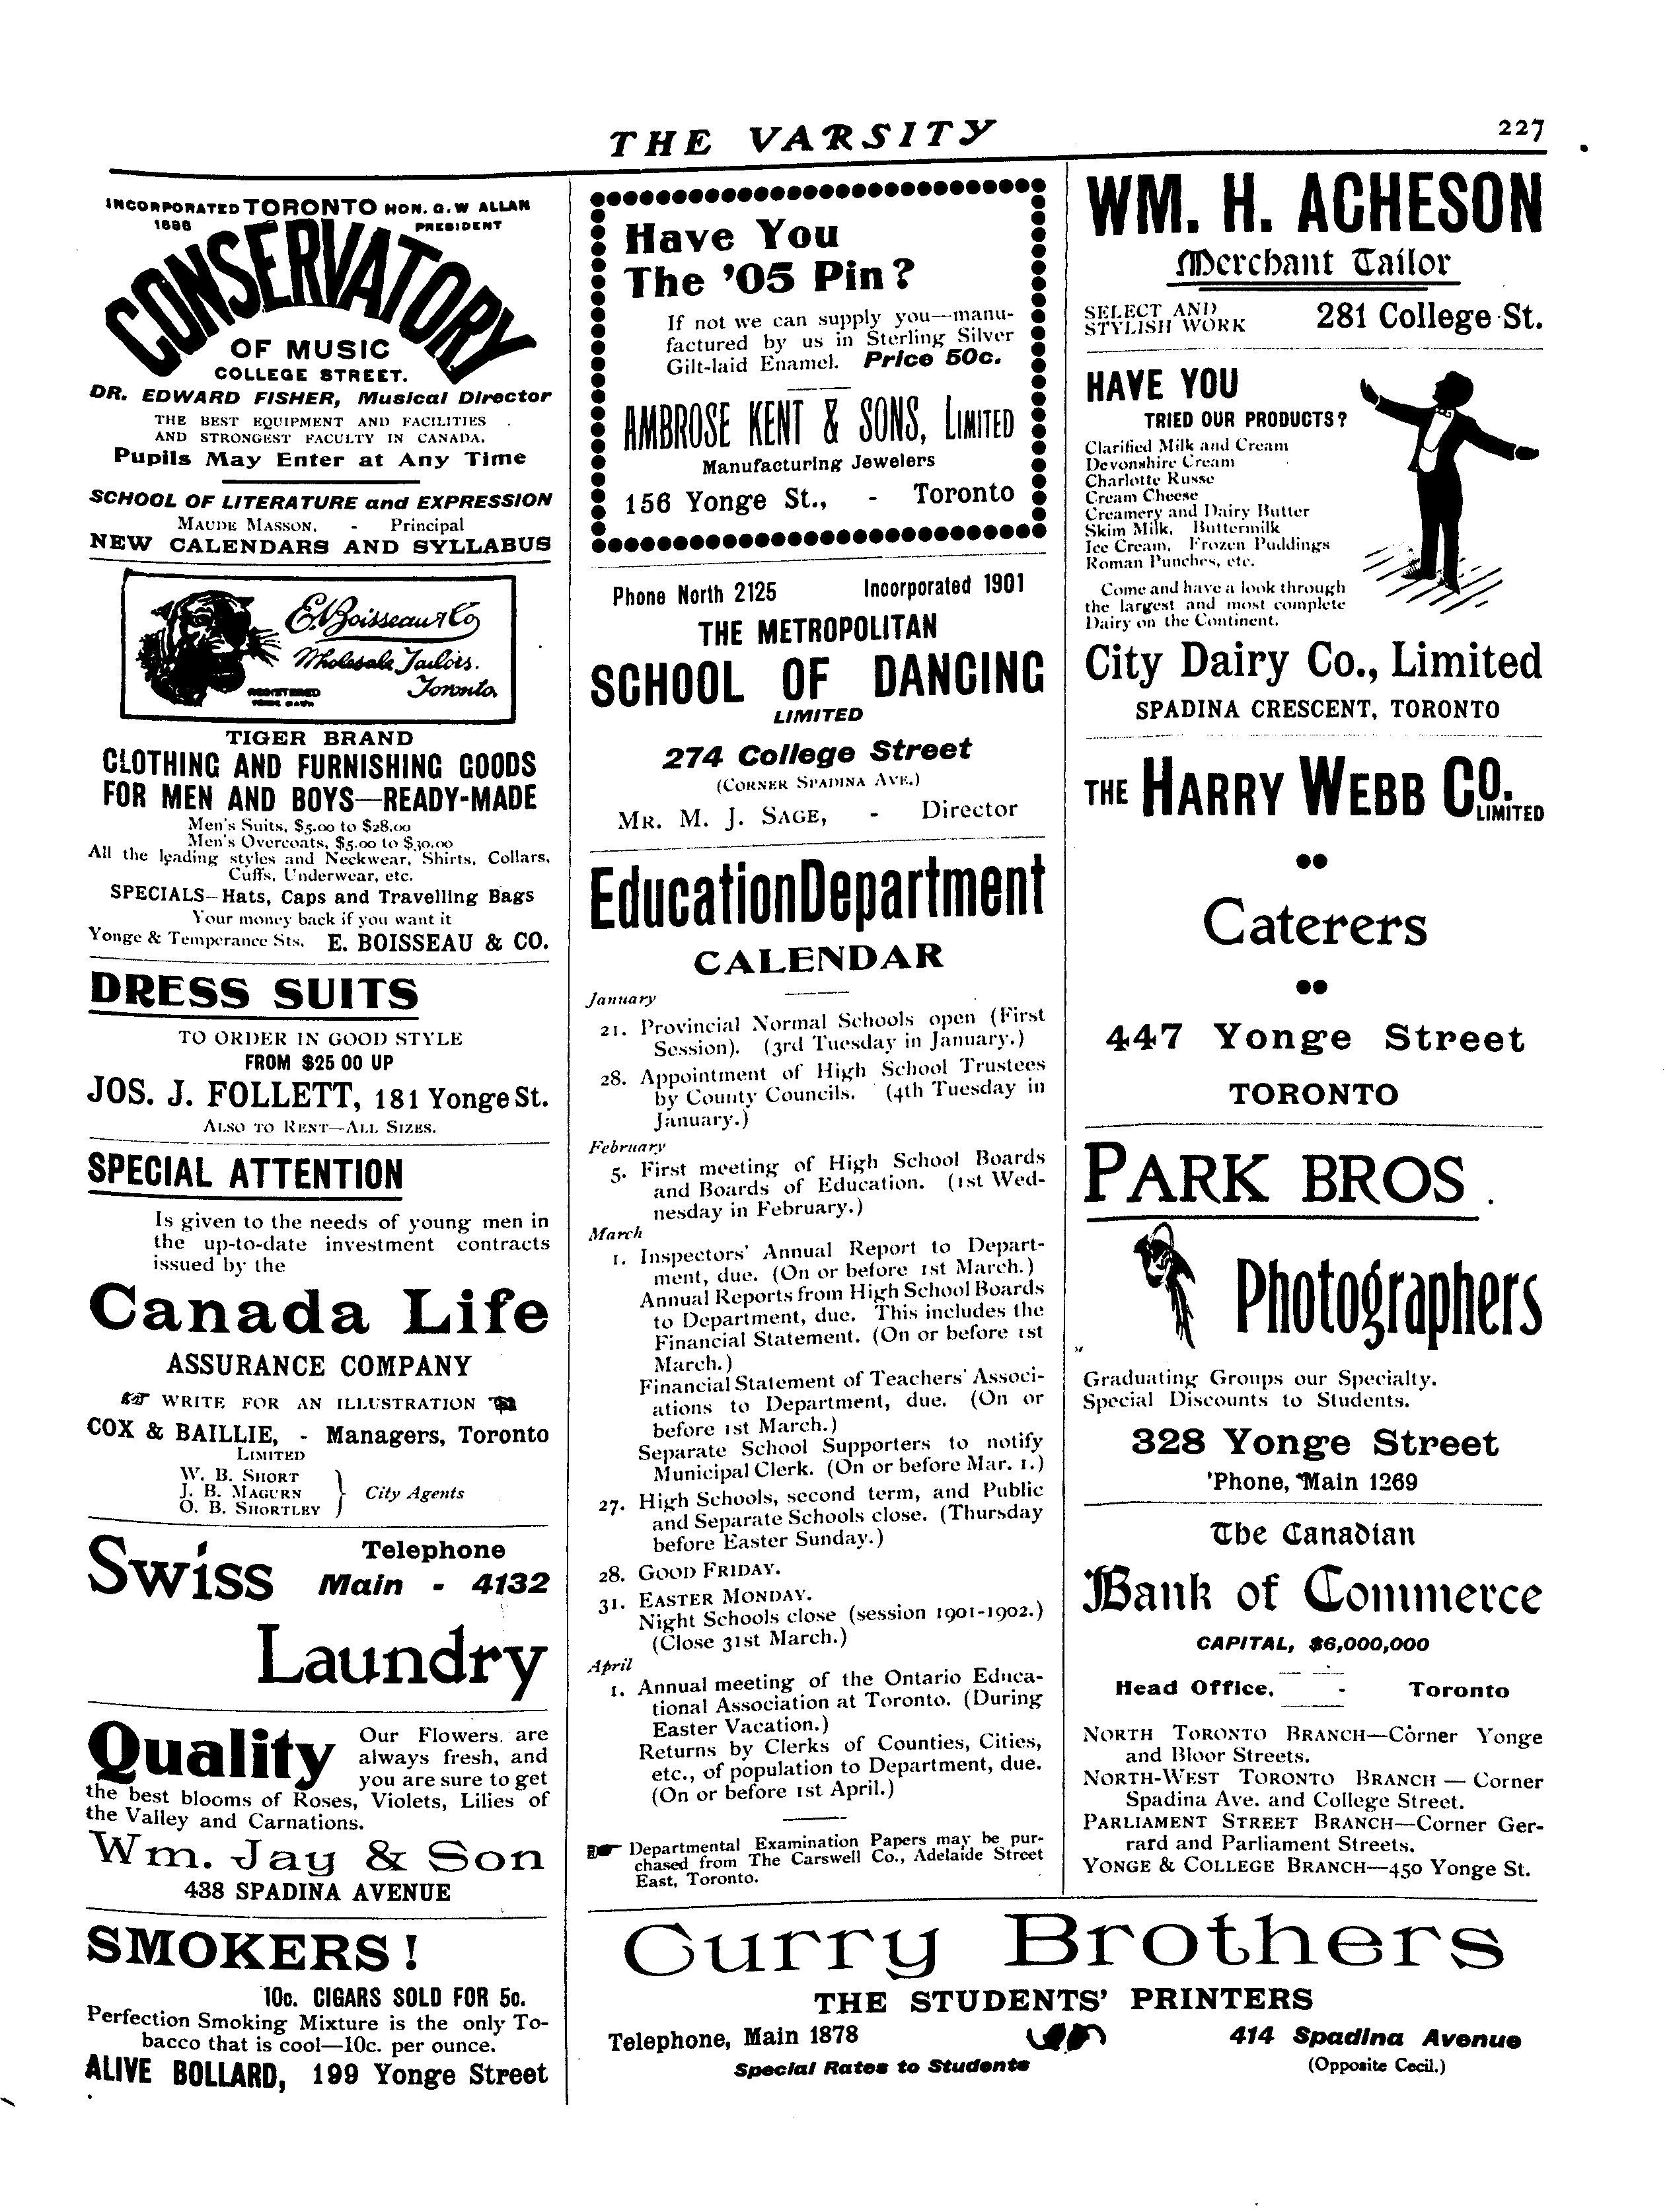 THE VARSITY 227
INCORPORATED TORONTO HON. G. W ALLAN
1886 PRESIDENT
CONSERVATORY
OF MUSIC
COLLEGE STREET.
DR. EDWARD FISHER, Musical Director
THE BEST EQUIPMENT AND FACILITIES
AND STRONGEST FACULTY IN CANADA.
Pupils May Enter at Any Time
SCHOOL OF LITERATURE and EXPRESSION
MAUDE MASSON, - Principal
NEW CALENDARS AND SYLLABUS
E. Boisseau & Co
Wholesale Tailors.
Toronto.
REGISTERED
TRADE MARK
TIGER BRAND
CLOTHING AND FURNISHING GOODS
FOR MEN AND BOYS—READY-MADE
Men's Suits, $5.00 to $28.00
Men's Overcoats, $5.00 to $30.00
All the leading styles and Neckwear, Shirts, Collars,
Cuffs, Underwear, etc.
SPECIALS—Hats, Caps and Travelling Bags
Your money back if you want it
Yonge & Temperance Sts. E. BOISSEAU & CO.
DRESS SUITS
TO ORDER IN GOOD STYLE
FROM $25 00 UP
JOS. J. FOLLETT, 181 Yonge St.
ALSO TO RENT—ALL SIZES.
SPECIAL ATTENTION
Is given to the needs of young men in
the up-to-date investment contracts
issued by the
Canada Life
ASSURANCE COMPANY
WRITE FOR AN ILLUSTRATION
COX & BAILLIE, - Managers, Toronto
LIMITED
W. B. SHORT
J. B. MAGURN } City Agents
O. B. SHORTLEY
Swiss Telephone
Main - 4132
Laundry
Quality Our Flowers are
always fresh, and
you are sure to get
the best blooms of Roses, Violets, Lilies of
the Valley and Carnations.
Wm. Jay & Son
438 SPADINA AVENUE
SMOKERS!
10c. CIGARS SOLD FOR 5c.
Perfection Smoking Mixture is the only To-
bacco that is cool—10c. per ounce.
ALIVE BOLLARD, 199 Yonge Street
Have You
The '05 Pin?
If not we can supply you—manu-
factured by us in Sterling Silver
Gilt-laid Enamel. Price 50c.
AMBROSE KENT & SONS, LIMITED
Manufacturing Jewelers
156 Yonge St., - Toronto
Phone North 2125 Incorporated 1901
THE METROPOLITAN
SCHOOL OF DANCING
LIMITED
274 College Street
(CORNER SPADINA AVE.)
MR. M. J. SAGE, - Director
Education Department
CALENDAR
January
21. Provincial Normal Schools open (First
Session). (3rd Tuesday in January.)
28. Appointment of High School Trustees
by County Councils. (4th Tuesday in
January.)
February
5. First meeting of High School Boards
and Boards of Education. (1st Wed-
nesday in February.)
March
1. Inspectors' Annual Report to Depart-
ment, due. (On or before 1st March.)
Annual Reports from High School Boards
to Department, due. This includes the
Financial Statement. (On or before 1st
March.)
Financial Statement of Teachers' Associ-
ations to Department, due. (On or
before 1st March.)
Separate School Supporters to notify
Municipal Clerk. (On or before Mar. 1.)
27. High Schools, second term, and Public
and Separate Schools close. (Thursday
before Easter Sunday.)
28. GOOD FRIDAY.
31. EASTER MONDAY.
Night Schools close (session 1901-1902.)
(Close 31st March.)
April
1. Annual meeting of the Ontario Educa-
tional Association at Toronto. (During
Easter Vacation.)
Returns by Clerks of Counties, Cities,
etc., of population to Department, due.
(On or before 1st April.)
Departmental Examination Papers may be pur-
chased from The Carswell Co., Adelaide Street
East, Toronto.
WM. H. ACHESON
Merchant Tailor
SELECT AND
STYLISH WORK 281 College St.
HAVE YOU
TRIED OUR PRODUCTS?
Clarified Milk and Cream
Devonshire Cream
Charlotte Russe
Cream Cheese
Creamery and Dairy Butter
Skim Milk, Buttermilk
Ice Cream, Frozen Puddings
Roman Punches, etc.
Come and have a look through
the largest and most complete
Dairy on the Continent.
City Dairy Co., Limited
SPADINA CRESCENT, TORONTO
THE HARRY WEBB CO. LIMITED
Caterers
447 Yonge Street
TORONTO
PARK BROS.
Photographers
Graduating Groups our Specialty.
Special Discounts to Students.
328 Yonge Street
'Phone, Main 1269
The Canadian
Bank of Commerce
CAPITAL, $6,000,000
Head Office, - Toronto
NORTH TORONTO BRANCH—Corner Yonge
and Bloor Streets.
NORTH-WEST TORONTO BRANCH — Corner
Spadina Ave. and College Street.
PARLIAMENT STREET BRANCH—Corner Ger-
rard and Parliament Streets.
YONGE & COLLEGE BRANCH—450 Yonge St.
Curry Brothers
THE STUDENTS' PRINTERS
Telephone, Main 1878 414 Spadina Avenue
Special Rates to Students (Opposite Cecil.)